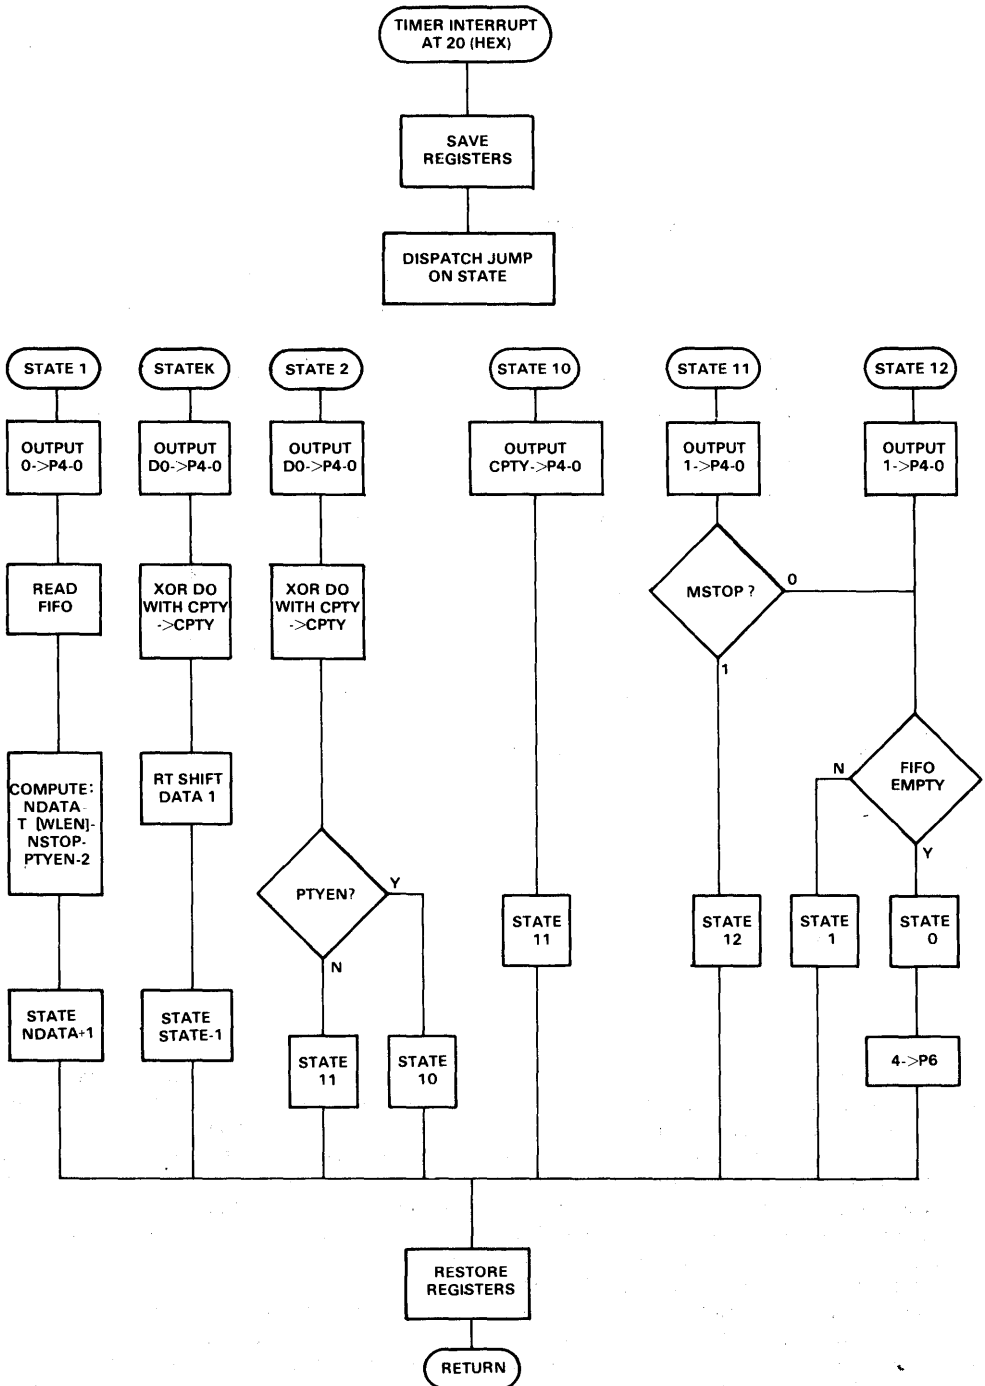 TIMER INTERRUPT
AT 20 (HEX)
SAVE
REGISTERS
DISPATCH JUMP
ON STATE
STATE 1
OUTPUT
0->P4-0
READ
FIFO
COMPUTE:
NDATA-
T [WLEN]-
NSTOP-
PTYEN-2
STATE
NDATA+1
STATEK
OUTPUT
D0->P4-0
XOR DO
WITH CPTY
->CPTY
RT SHIFT
DATA 1
STATE
STATE-1
STATE 2
OUTPUT
D0->P4-0
XOR DO
WITH CPTY
->CPTY
PTYEN?
Y
N
STATE
11
STATE
10
STATE 10
OUTPUT
CPTY->P4-0
STATE
11
STATE 11
OUTPUT
1->P4-0
MSTOP ?
0
1
STATE
12
STATE 12
OUTPUT
1->P4-0
FIFO
EMPTY
N
Y
STATE
1
STATE
0
4->P6
RESTORE
REGISTERS
RETURN